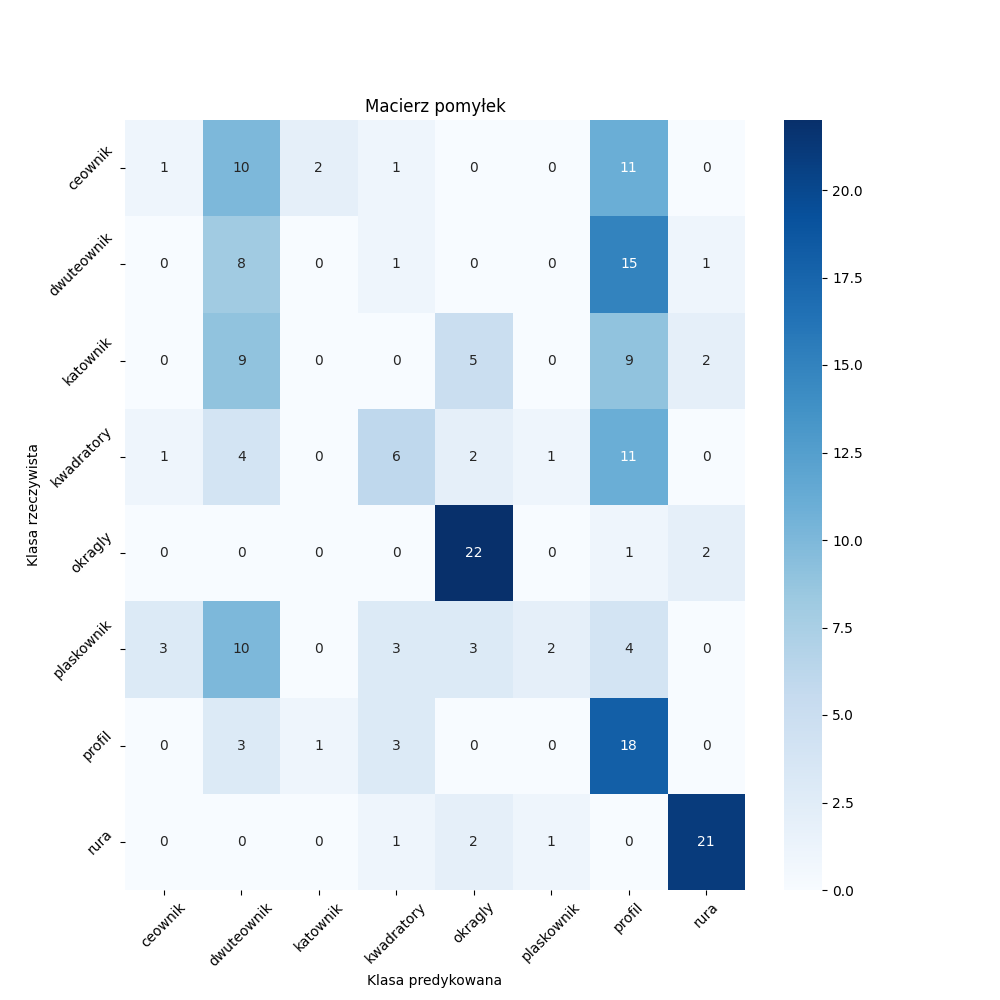 Macierz pomyłek
ceownik 1 10 2 1 0 0 11 0
dwuteownik 0 8 0 1 0 0 15 1
katownik 0 9 0 0 5 0 9 2
kwadratory 1 4 0 6 2 1 11 0
okragly 0 0 0 0 22 0 1 2
plaskownik 3 10 0 3 3 2 4 0
profil 0 3 1 3 0 0 18 0
rura 0 0 0 1 2 1 0 21
ceownik dwuteownik katownik kwadratory okragly plaskownik profil rura
Klasa predykowana
Klasa rzeczywista
20.0
17.5
15.0
12.5
10.0
7.5
5.0
2.5
0.0